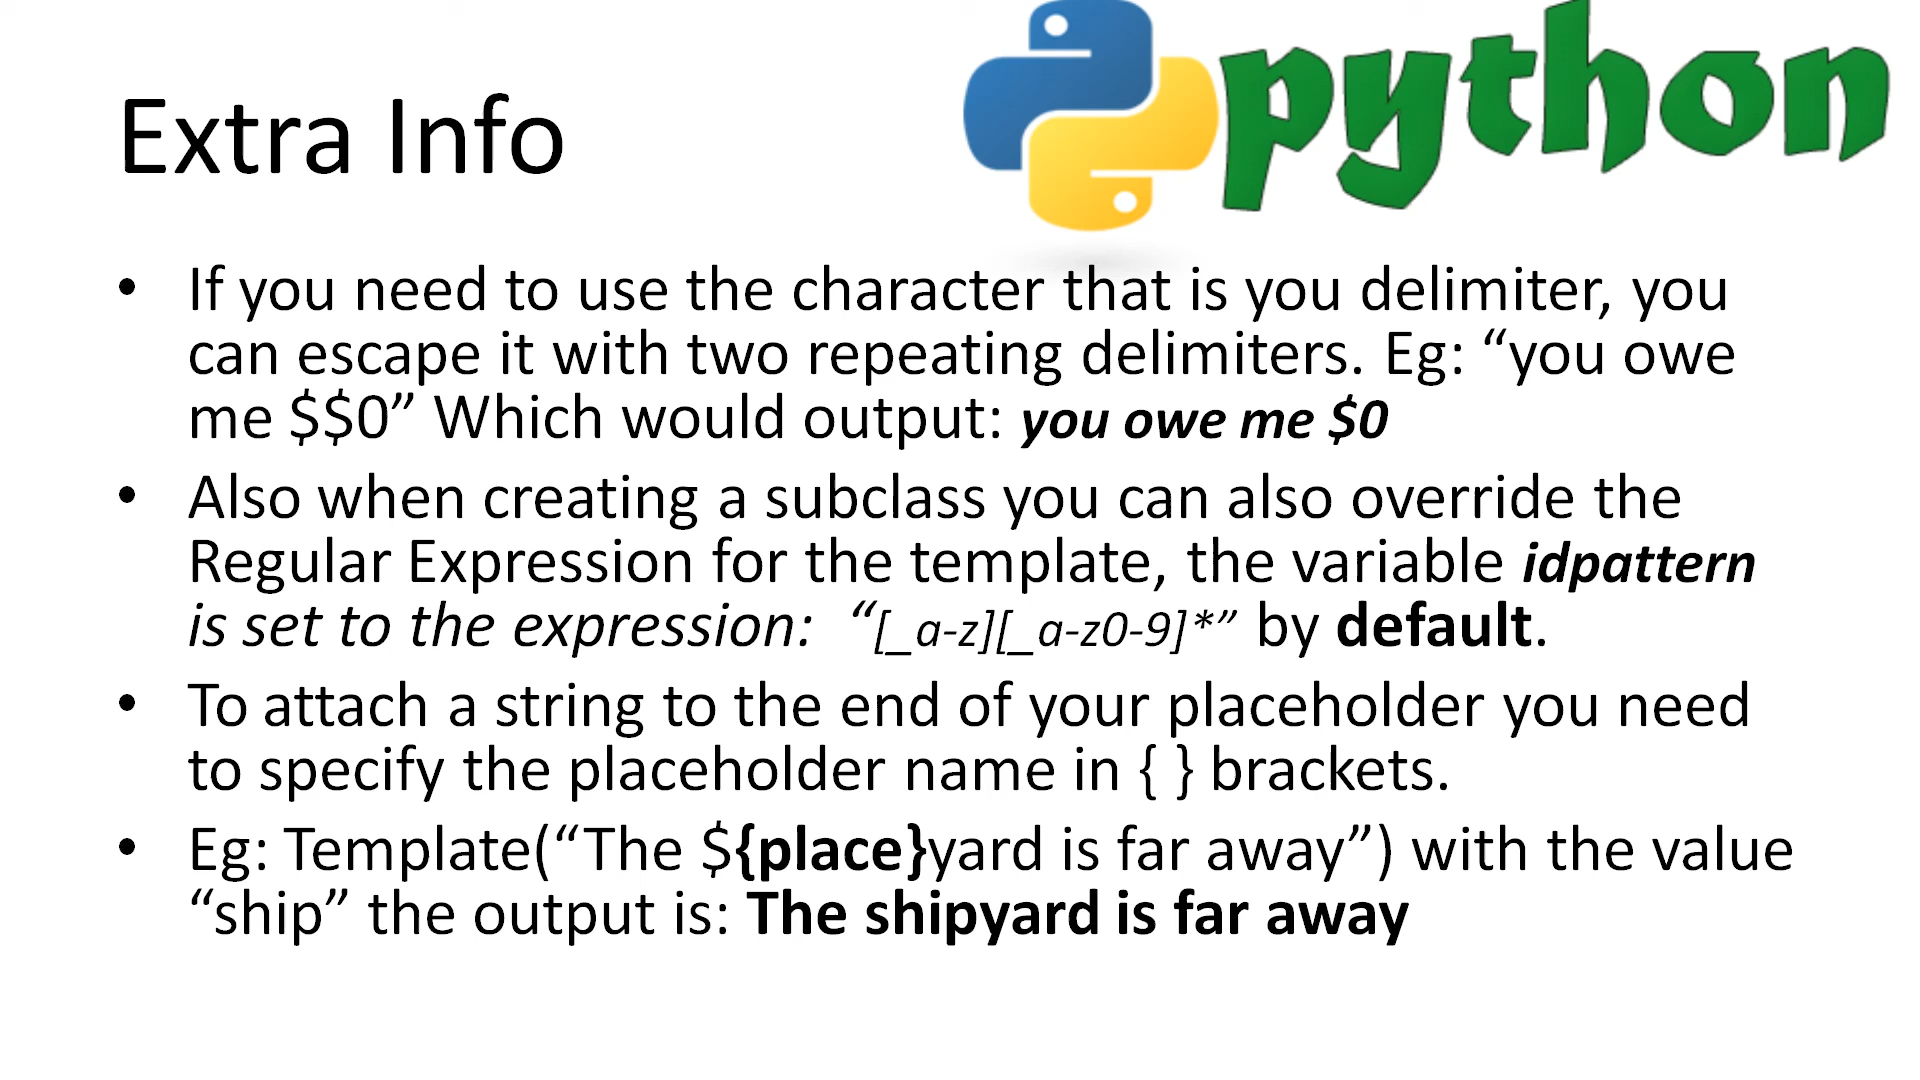 python
Extra Info
• If you need to use the character that is you delimiter, you
can escape it with two repeating delimiters. Eg: “you owe
me $$0” Which would output: you owe me $0
• Also when creating a subclass you can also override the
Regular Expression for the template, the variable idpattern
is set to the expression: “[_a-z][_a-z0-9]*” by default.
• To attach a string to the end of your placeholder you need
to specify the placeholder name in { } brackets.
• Eg: Template(“The ${place}yard is far away”) with the value
“ship” the output is: The shipyard is far away